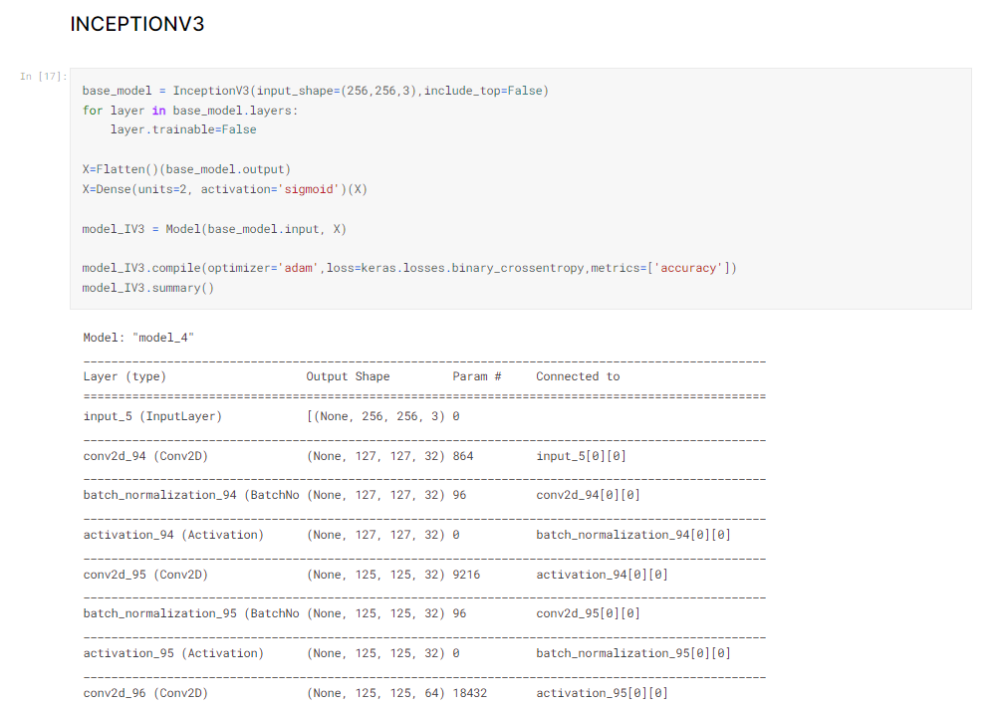 INCEPTIONV3
In [17]:
base_model = InceptionV3(input_shape=(256,256,3),include_top=False)
for layer in base_model.layers:
    layer.trainable=False
X=Flatten()(base_model.output)
X=Dense(units=2, activation='sigmoid')(X)
model_IV3 = Model(base_model.input, X)
model_IV3.compile(optimizer='adam',loss=keras.losses.binary_crossentropy,metrics=['accuracy'])
model_IV3.summary()
Model: "model_4"
__________________________________________________________________________________________________
Layer (type)                    Output Shape         Param #     Connected to
==================================================================================================
input_5 (InputLayer)            [(None, 256, 256, 3) 0
__________________________________________________________________________________________________
conv2d_94 (Conv2D)              (None, 127, 127, 32) 864         input_5[0][0]
__________________________________________________________________________________________________
batch_normalization_94 (BatchNo (None, 127, 127, 32) 96          conv2d_94[0][0]
__________________________________________________________________________________________________
activation_94 (Activation)      (None, 127, 127, 32) 0           batch_normalization_94[0][0]
__________________________________________________________________________________________________
conv2d_95 (Conv2D)              (None, 125, 125, 32) 9216        activation_94[0][0]
__________________________________________________________________________________________________
batch_normalization_95 (BatchNo (None, 125, 125, 32) 96          conv2d_95[0][0]
__________________________________________________________________________________________________
activation_95 (Activation)      (None, 125, 125, 32) 0           batch_normalization_95[0][0]
__________________________________________________________________________________________________
conv2d_96 (Conv2D)              (None, 125, 125, 64) 18432       activation_95[0][0]